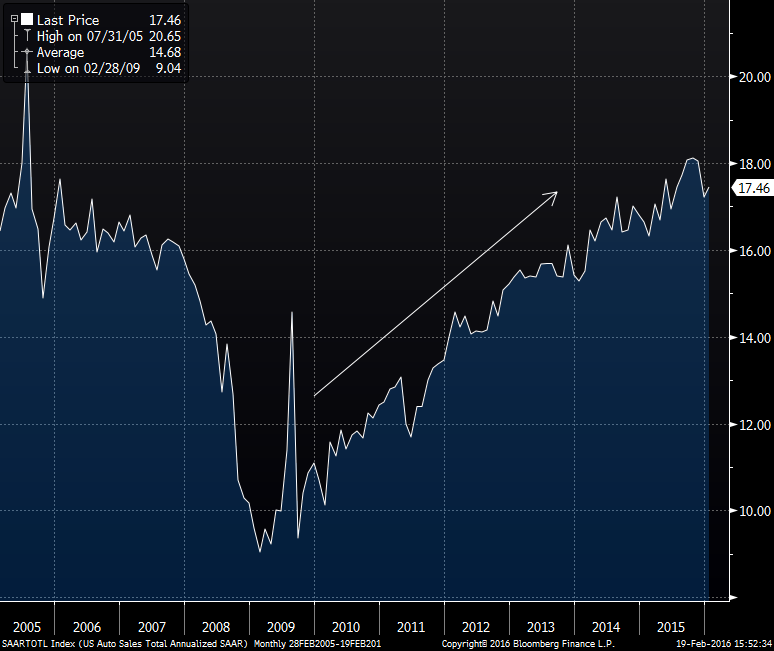 Last Price 17.46
High on 07/31/05 20.65
Average 14.68
Low on 02/28/09 9.04
20.00
18.00
17.46
16.00
14.00
12.00
10.00
2005 2006 2007 2008 2009 2010 2011 2012 2013 2014 2015
SAARTOTL Index (US Auto Sales Total Annualized SAAR) Monthly 28FEB2005-19FEB201 Copyright© 2016 Bloomberg Finance L.P. 19-Feb-2016 15:52:34